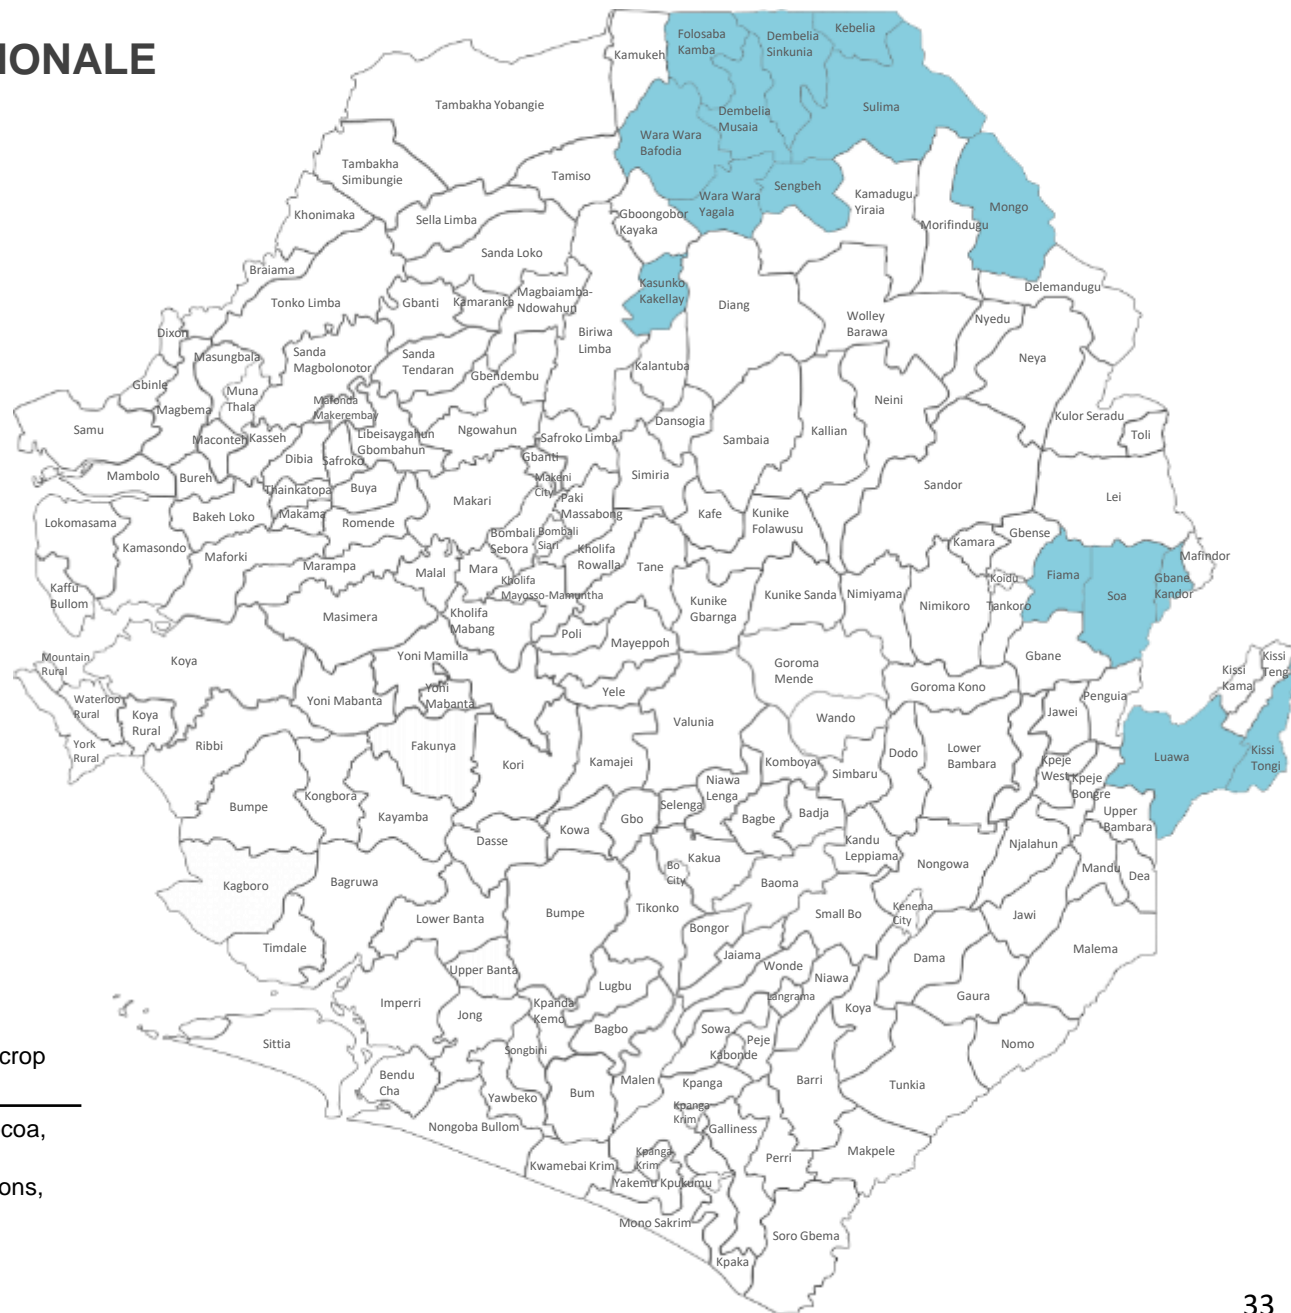 IONALE
Folosaba
Kamba
Dembelia
Sinkunia
Kebelia
Kamukeh
Tambakha Yobangie
Sulima
Dembelia
Musaia
Wara Wara
Bafodia
Tambakha
Simibungie
Tamiso
Sengbeh
Wara Wara
Yagala
Kamadugu
Yiraia
Mongo
Khonimaka
Sella Limba
Gboongobor
Kayaka
Morifindugu
Sanda Loko
Braiama
Kasunko
Kakellay
Delemandugu
Tonko Limba
Gbanti
Kamaranka
Magbaiamba-
Ndowahun
Diang
Wolley
Barawa
Nyedu
Dixon
Biriwa
Limba
Masungbala
Sanda
Magbolonotor
Sanda
Tendaran
Gbendembu
Kalantuba
Neya
Gbinle
Muna
Thala
Mafonda
Makerembay
Neini
Magbema
Dansogia
Kulor Seradu
Samu
Maconteh
Kasseh
Libeisaygahun
Gbombahun
Ngowahun
Safroko Limba
Sambaia
Kallian
Toli
Dibia
Safroko
Gbanti
Mambolo
Bureh
Makeni
City
Simiria
Sandor
Lei
Thainkatopa
Buya
Makari
Paki
Massabong
Lokomasama
Bakeh Loko
Makama
Romende
Kafe
Kunike
Folawusu
Kamasondo
Maforki
Bombali
Sebora
Bombali
Siari
Kholifa
Rowalla
Kamara
Gbense
Mafindor
Marampa
Malal
Mara
Tane
Kaffu
Bullom
Kholifa
Mayosso-Mamuntha
Koidu
Fiama
Soa
Gbane
Kandor
Masimera
Kholifa
Mabang
Kunike
Gbarnga
Kunike Sanda
Nimiyama
Nimikoro
Tankoro
Poli
Mayeppoh
Mountain
Rural
Koya
Yoni Mamilla
Goroma
Mende
Gbane
Kissi
Kama
Kissi
Teng
Yoni Mabanta
Yoni
Mabanta
Yele
Goroma Kono
Penguia
Waterloo
Rural
Koya
Rural
Valunia
Wando
Jawei
York
Rural
Ribbi
Fakunya
Kori
Kamajei
Komboya
Simbaru
Dodo
Lower
Bambara
Kpeje
West
Luawa
Kissi
Tongi
Kpeje
Bongre
Bumpe
Kongbora
Kayamba
Niawa
Lenga
Selenga
Bagbe
Badja
Upper
Bambara
Dasse
Kowa
Gbo
Kandu
Leppiama
Nongowa
Njalahun
Kakua
Bo
City
Mandu
Dea
Kagboro
Bagruwa
Baoma
Lower Banta
Bumpe
Tikonko
Small Bo
Kenema
City
Jawi
Timdale
Bongor
Malema
Jaiama
Wonde
Dama
Upper Banta
Niawa
Lugbu
Langrama
Gaura
Imperri
Jong
Kpanda
Kemo
Koya
Bagbo
Sowa
Peje
Sittia
Songbini
Kabonde
Nomo
crop
Bendu
Cha
Malen
Kpanga
Barri
Tunkia
Yawbeko
Bum
Kpanga
Krim
Nongoba Bullom
Galliness
coa,
Kwamebai Krim
Kpanga
Krim
Perri
Makpele
ons,
Yakemu Kpukumu
Mono Sakrim
Soro Gbema
Kpaka
33